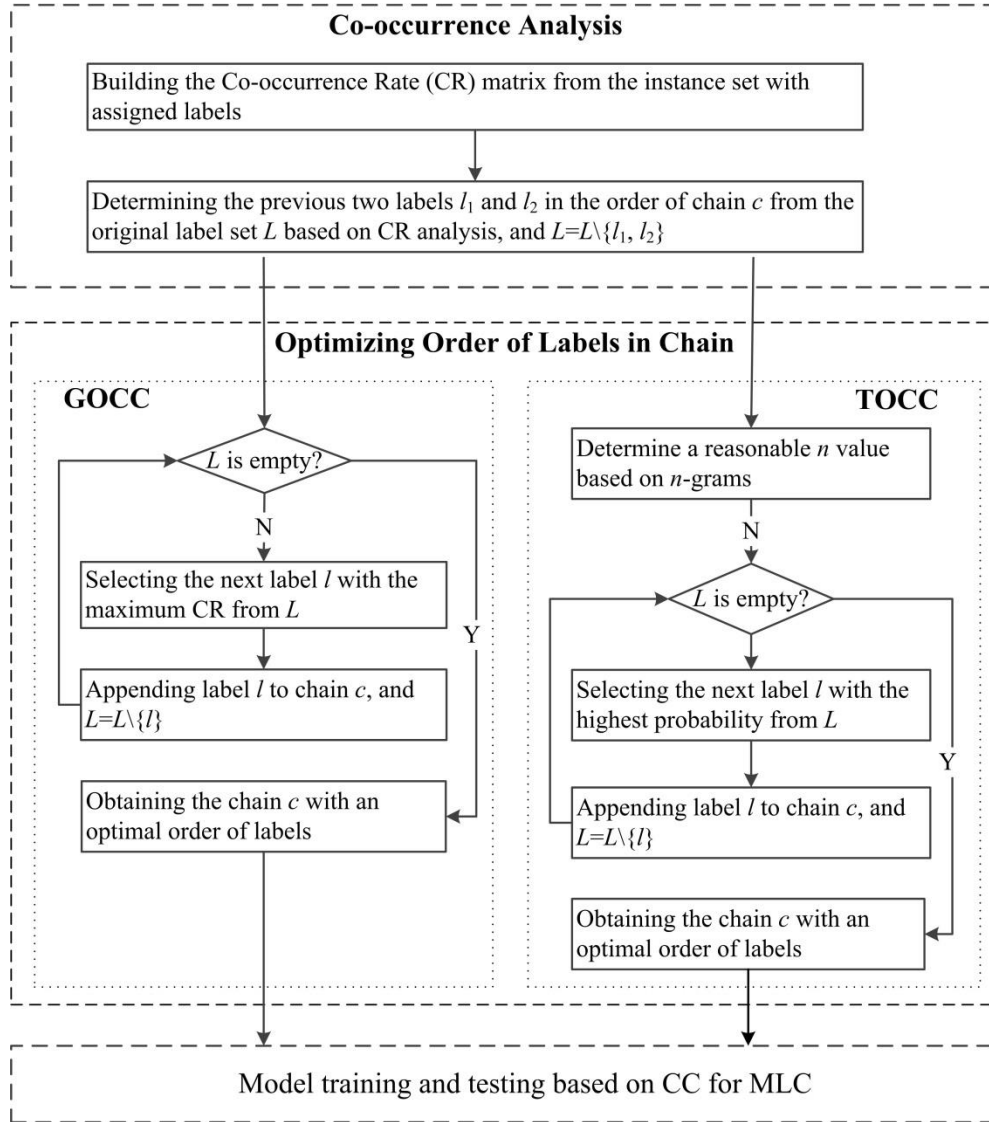 Co-occurrence Analysis
Building the Co-occurrence Rate (CR) matrix from the instance set with
assigned labels
Determining the previous two labels l₁ and l₂ in the order of chain c from the
original label set L based on CR analysis, and L=L\{l₁, l₂}
Optimizing Order of Labels in Chain
GOCC
L is empty?
N
Selecting the next label l with the
maximum CR from L
Y
Appending label l to chain c, and
L=L\{l}
Obtaining the chain c with an
optimal order of labels
TOCC
Determine a reasonable n value
based on n-grams
N
L is empty?
Selecting the next label l with the
highest probability from L
Y
Appending label l to chain c, and
L=L\{l}
Obtaining the chain c with an
optimal order of labels
Model training and testing based on CC for MLC